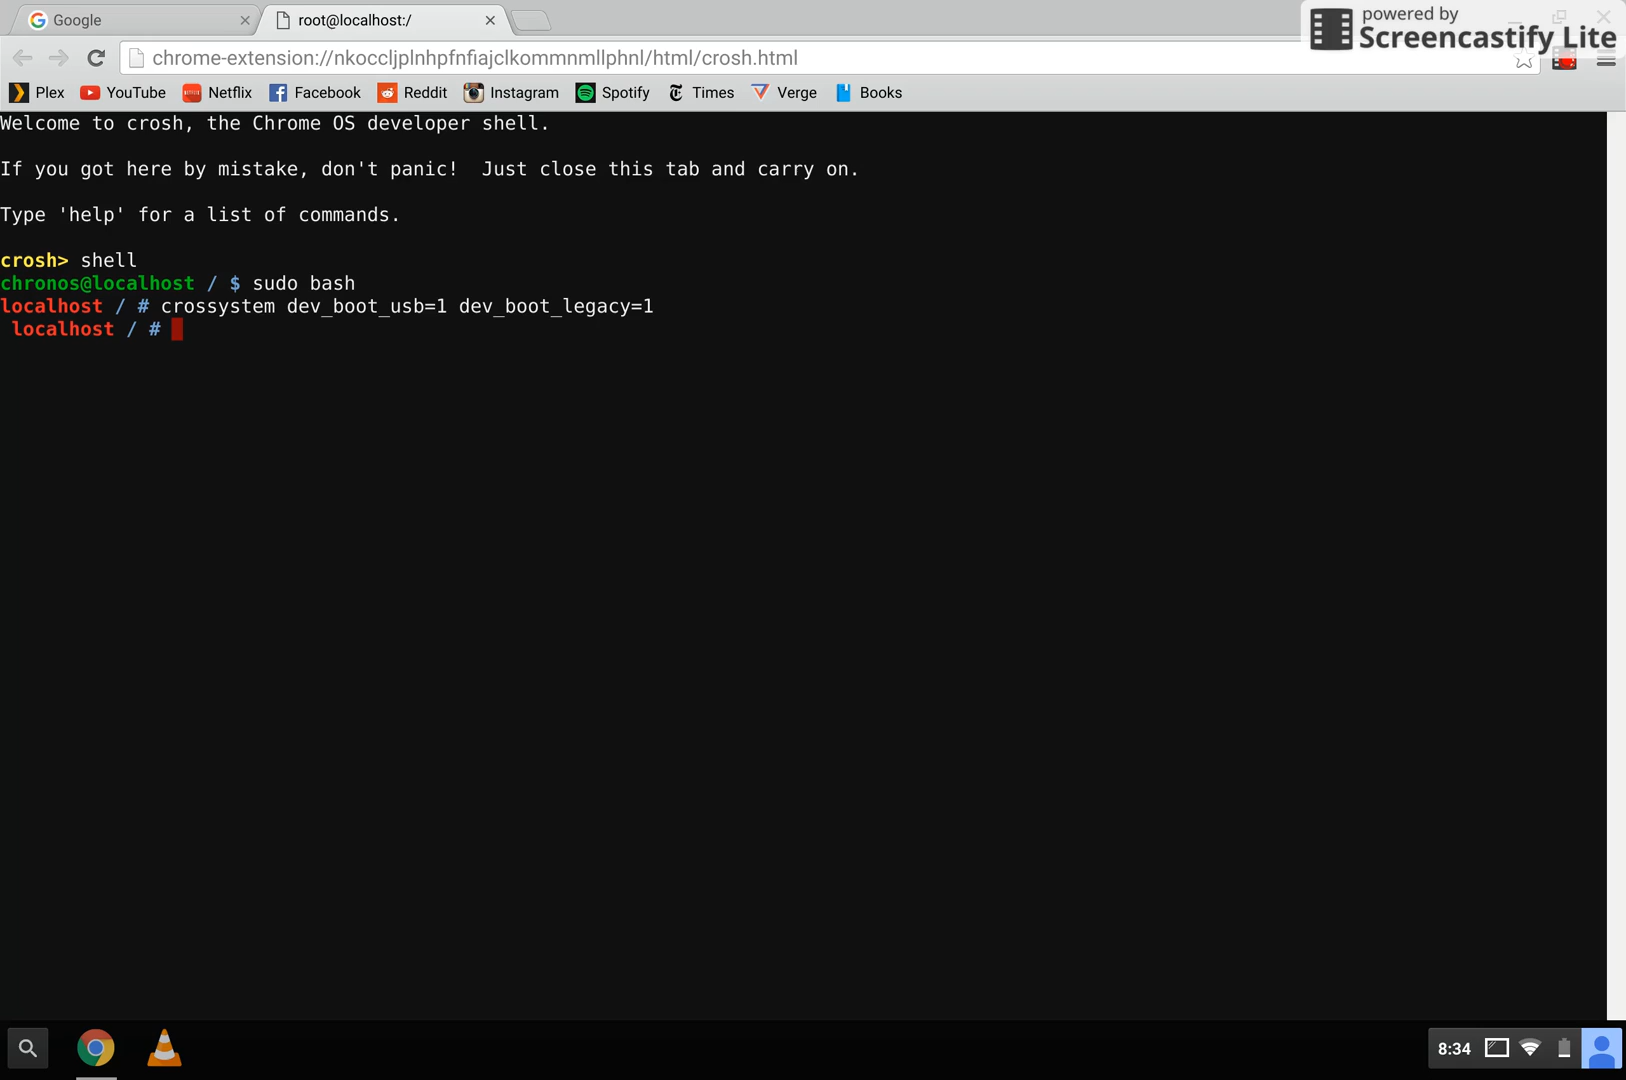 Google
root@localhost:/
powered by
Screencastify Lite
chrome-extension://nkoccljplnhpfnfiajclkommnmllphnl/html/crosh.html
Plex YouTube Netflix Facebook Reddit Instagram Spotify Times Verge Books
Welcome to crosh, the Chrome OS developer shell.
If you got here by mistake, don't panic!  Just close this tab and carry on.
Type 'help' for a list of commands.
crosh> shell
chronos@localhost / $ sudo bash
localhost / # crossystem dev_boot_usb=1 dev_boot_legacy=1
localhost / #
8:34